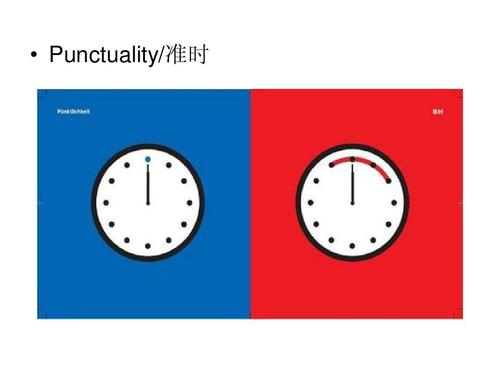 • Punctuality/准时
Pünktlichkeit
准时